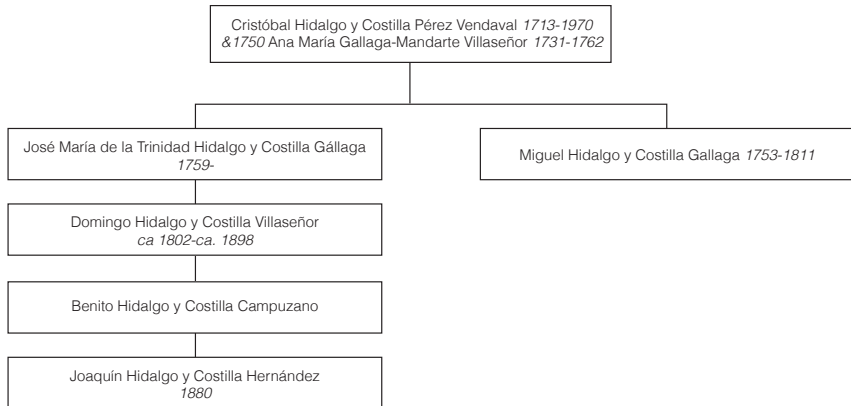 Cristóbal Hidalgo y Costilla Pérez Vendaval 1713-1970
&1750 Ana María Gallaga-Mandarte Villaseñor 1731-1762
José María de la Trinidad Hidalgo y Costilla Gállaga
1759-
Miguel Hidalgo y Costilla Gallaga 1753-1811
Domingo Hidalgo y Costilla Villaseñor
ca 1802-ca. 1898
Benito Hidalgo y Costilla Campuzano
Joaquín Hidalgo y Costilla Hernández
1880